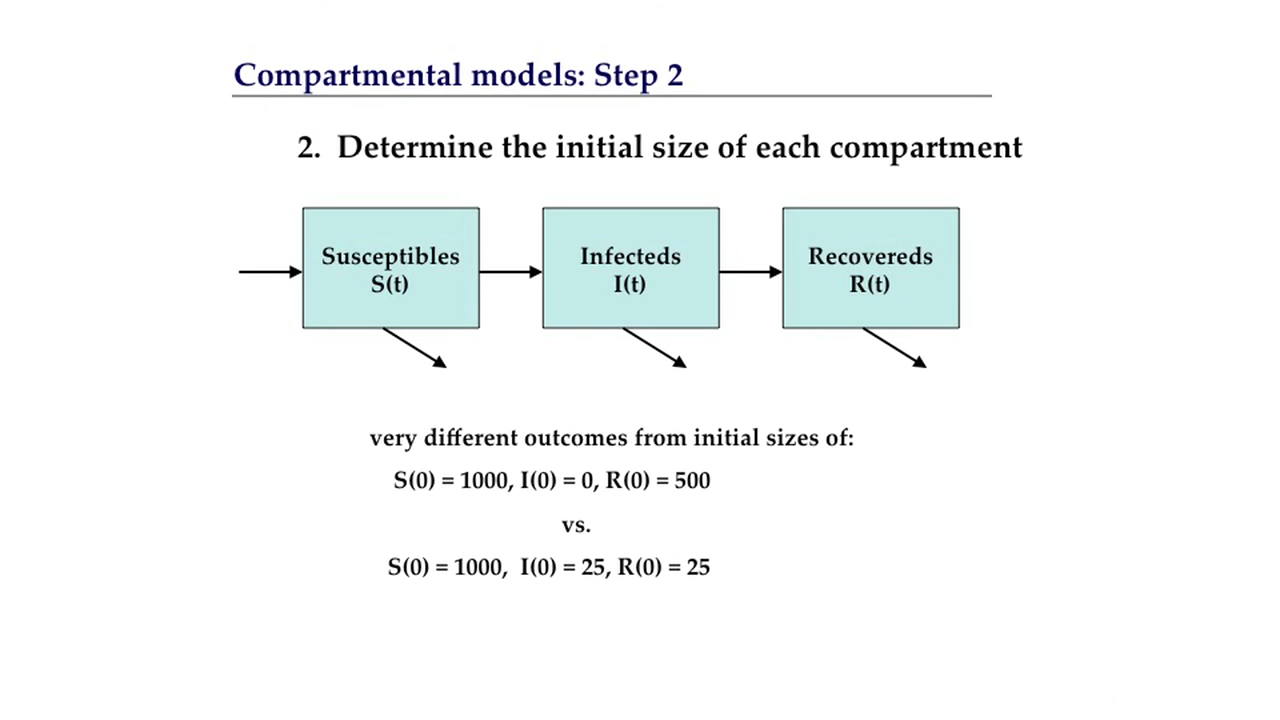 Compartmental models: Step 2
2. Determine the initial size of each compartment
Susceptibles
S(t)
Infecteds
I(t)
Recovereds
R(t)
very different outcomes from initial sizes of:
S(0) = 1000, I(0) = 0, R(0) = 500
vs.
S(0) = 1000, I(0) = 25, R(0) = 25